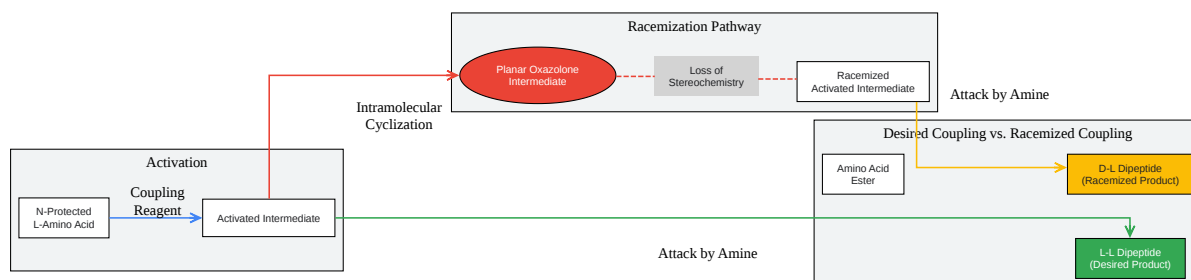 Racemization Pathway
Planar Oxazolone
Intermediate
Loss of
Stereochemistry
Racemized
Activated Intermediate
Intramolecular
Cyclization
Attack by Amine
Desired Coupling vs. Racemized Coupling
Amino Acid
Ester
D-L Dipeptide
(Racemized Product)
Activation
N-Protected
L-Amino Acid
Coupling
Reagent
Activated Intermediate
Attack by Amine
L-L Dipeptide
(Desired Product)